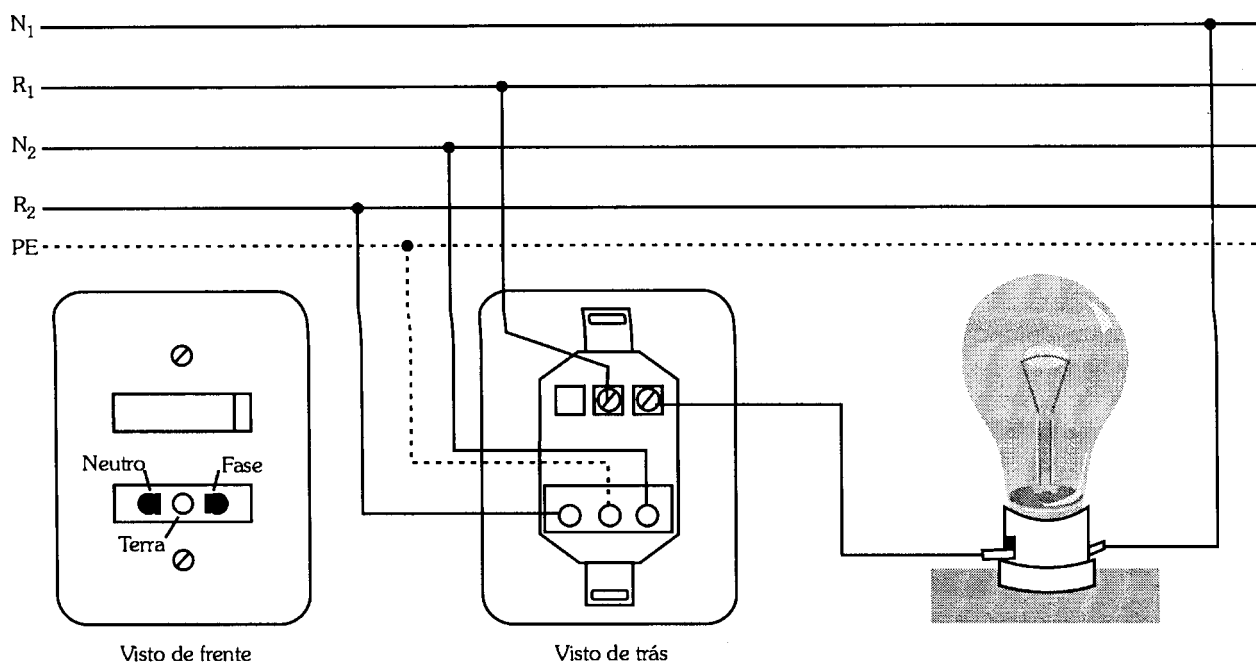 N₁
R₁
N₂
R₂
PE
Neutro
Fase
Terra
Visto de frente
Visto de trás